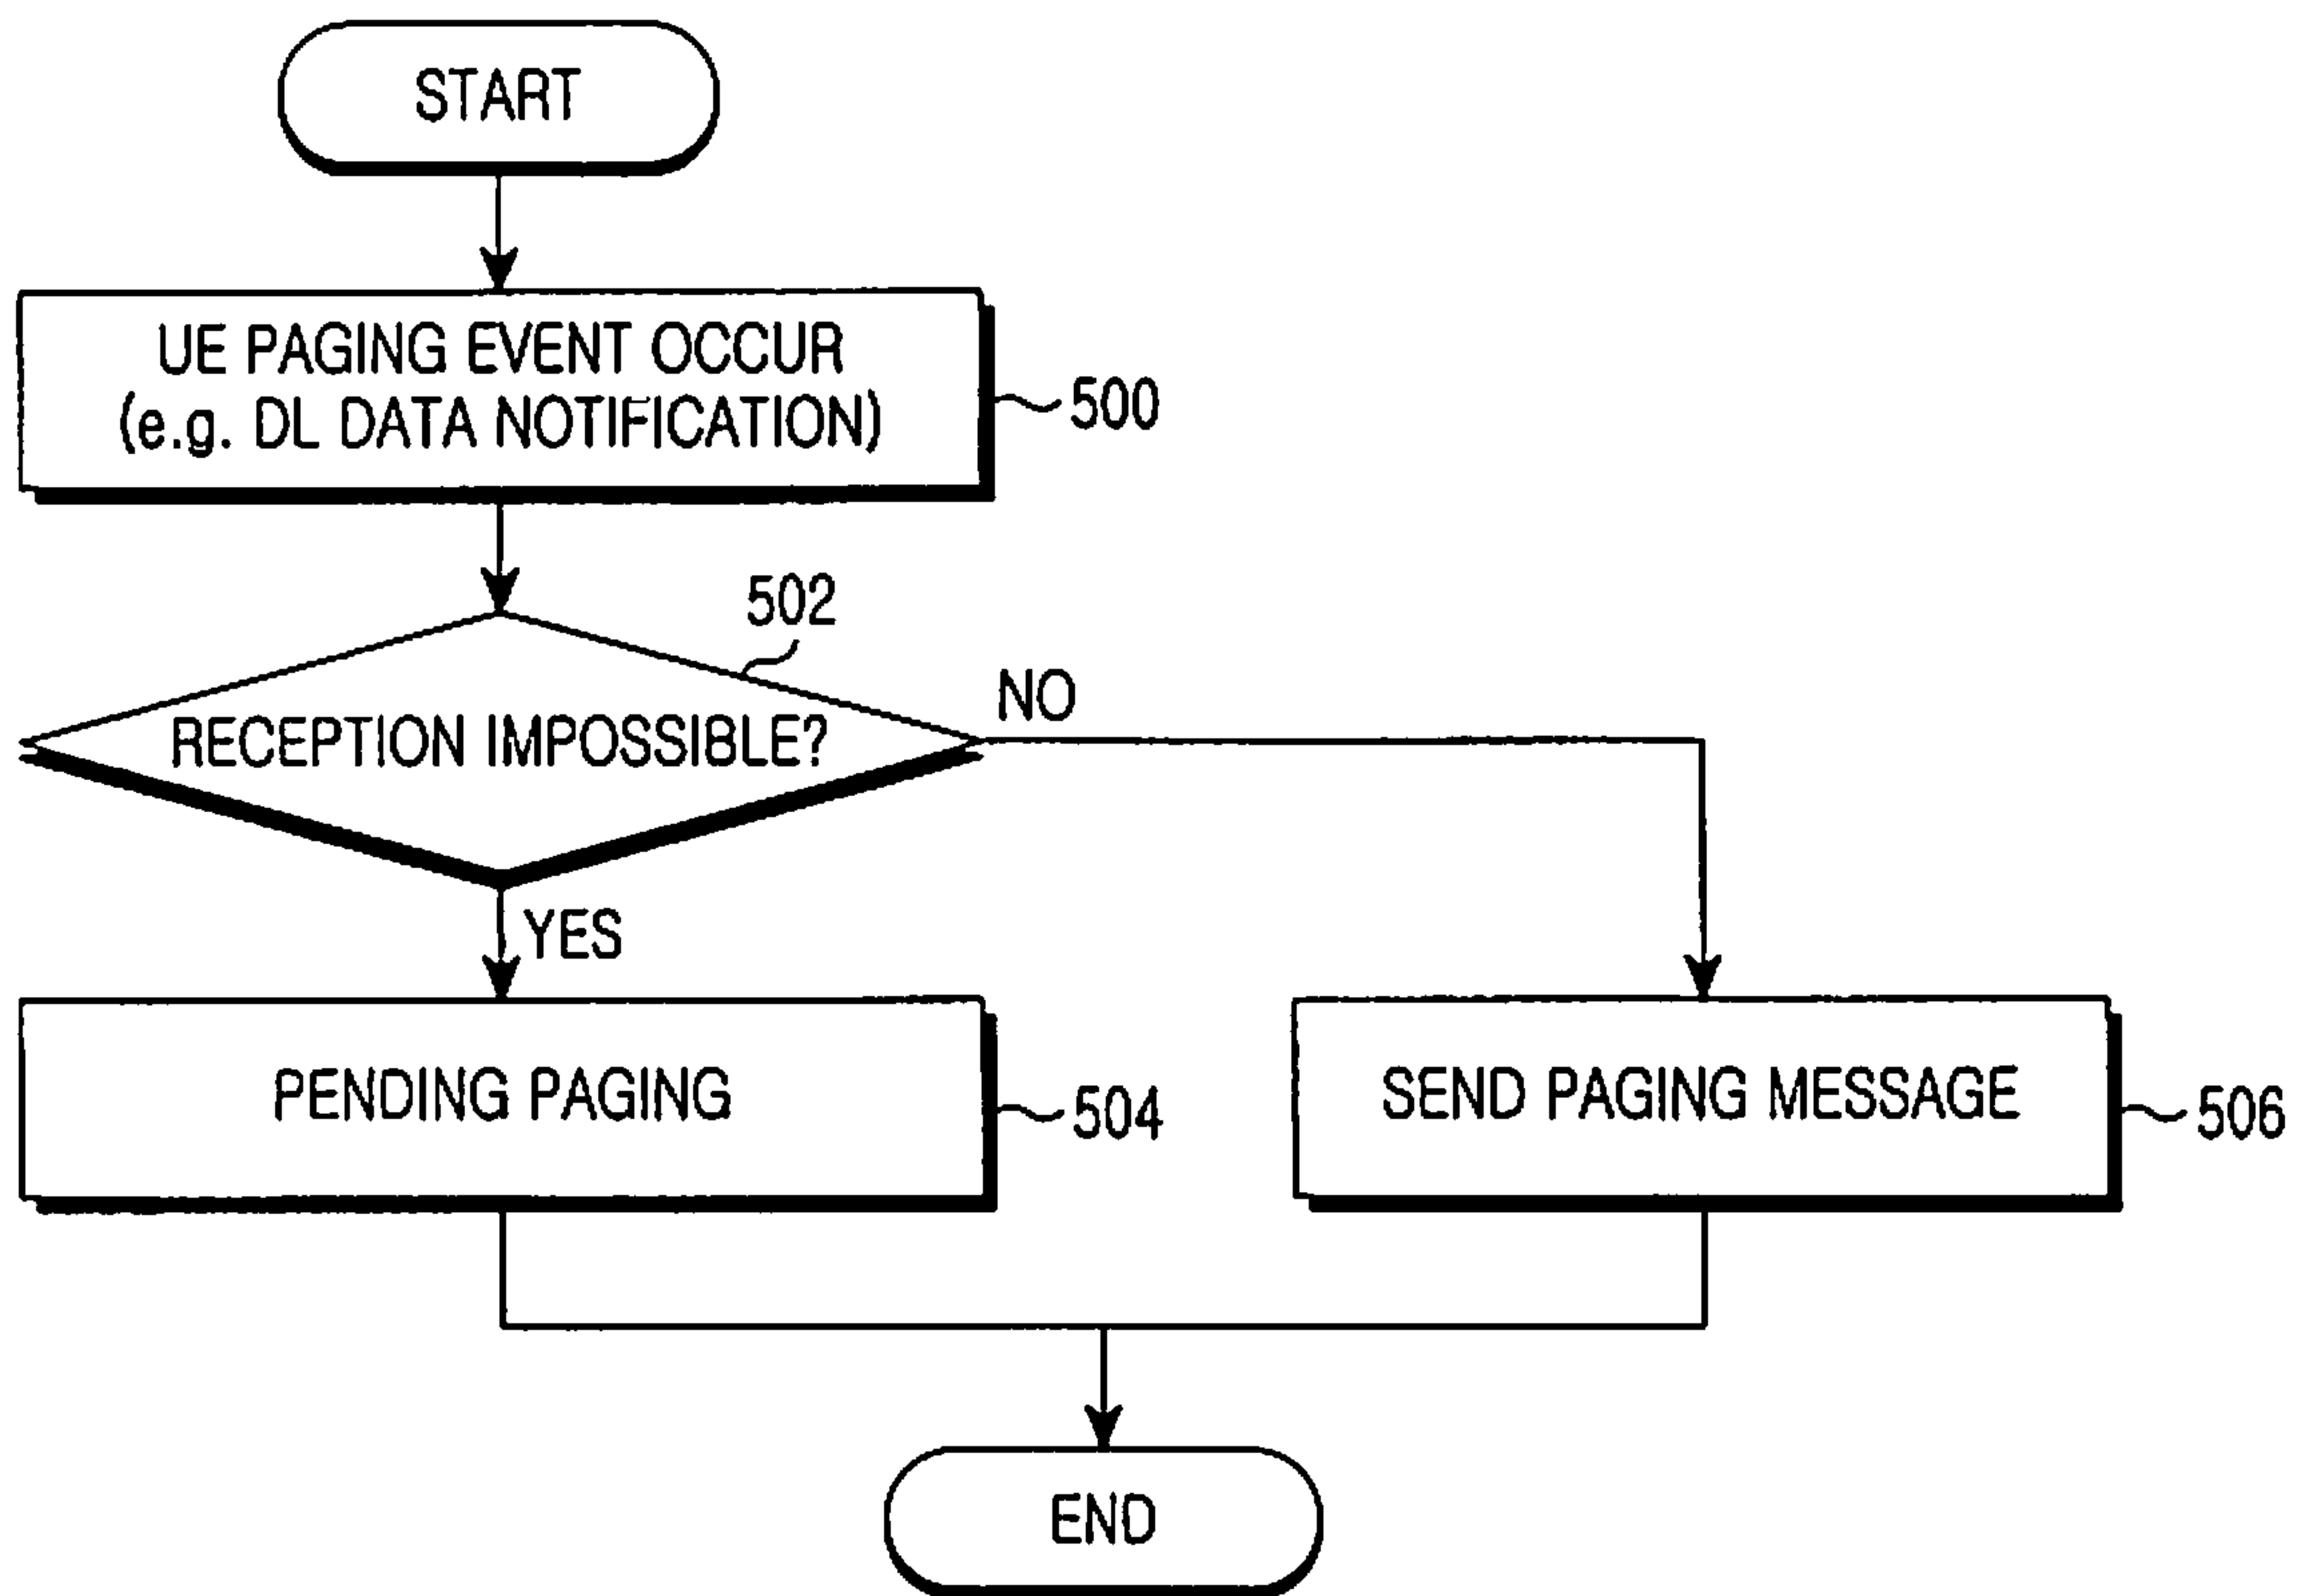 START
UE PAGING EVENT OCCUR
(e.g. DL DATA NOTIFICATION)
500
502
NO
RECEPTION IMPOSSIBLE?
YES
PENDING PAGING
504
SEND PAGING MESSAGE
506
END